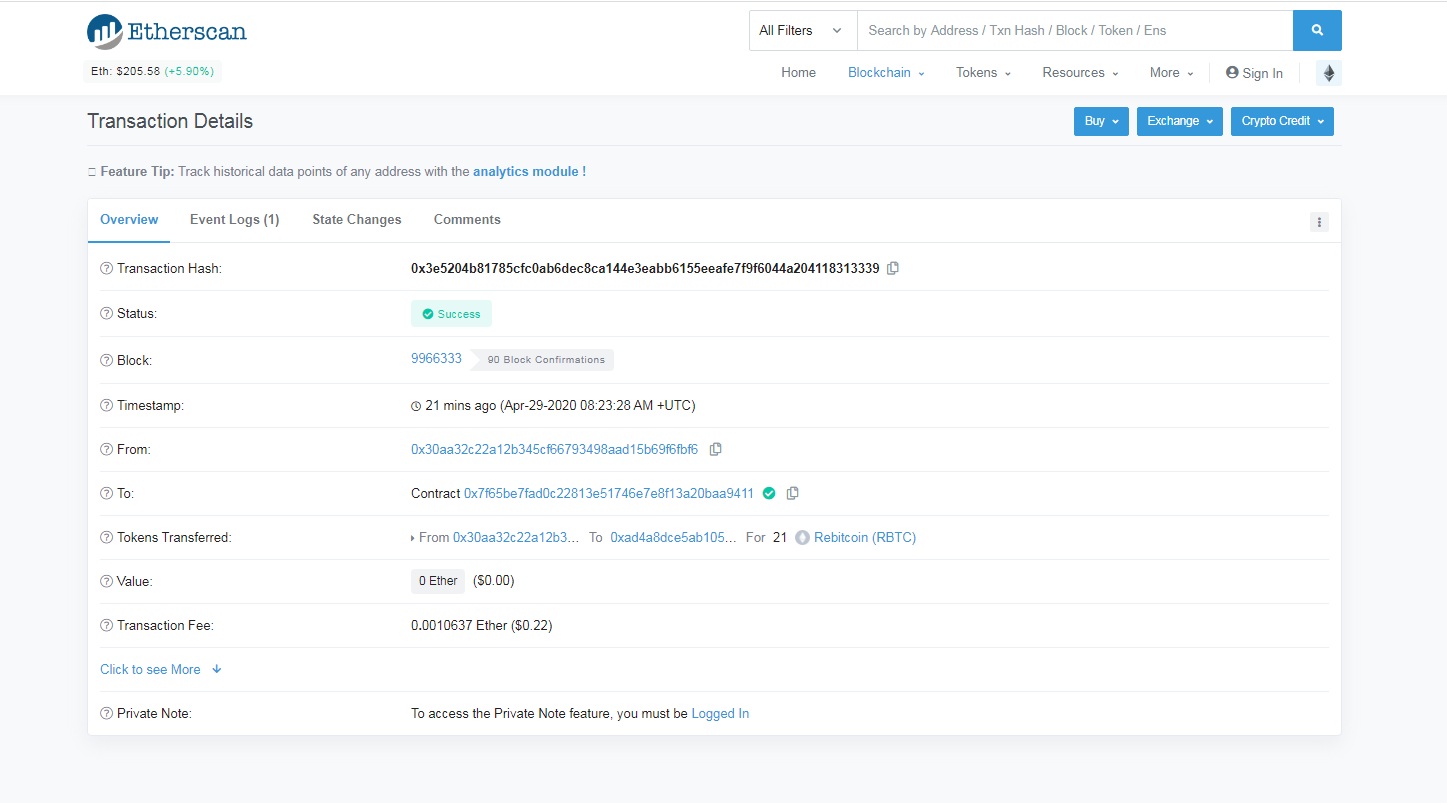 Etherscan
All Filters
Search by Address / Txn Hash / Block / Token / Ens
Eth: $205.58 (+5.90%)
Home Blockchain Tokens Resources More Sign In
Transaction Details
Buy Exchange Crypto Credit
Feature Tip: Track historical data points of any address with the analytics module !
Overview Event Logs (1) State Changes Comments
Transaction Hash: 0x3e5204b81785cfc0ab6dec8ca144e3eabb6155eeafe7f9f6044a204118313339
Status: Success
Block: 9966333 90 Block Confirmations
Timestamp: 21 mins ago (Apr-29-2020 08:23:28 AM +UTC)
From: 0x30aa32c22a12b345cf66793498aad15b69f6fbf6
To: Contract 0x7f65be7fad0c22813e51746e7e8f13a20baa9411
Tokens Transferred: From 0x30aa32c22a12b3... To 0xad4a8dce5ab105... For 21 Rebitcoin (RBTC)
Value: 0 Ether ($0.00)
Transaction Fee: 0.0010637 Ether ($0.22)
Click to see More
Private Note: To access the Private Note feature, you must be Logged In